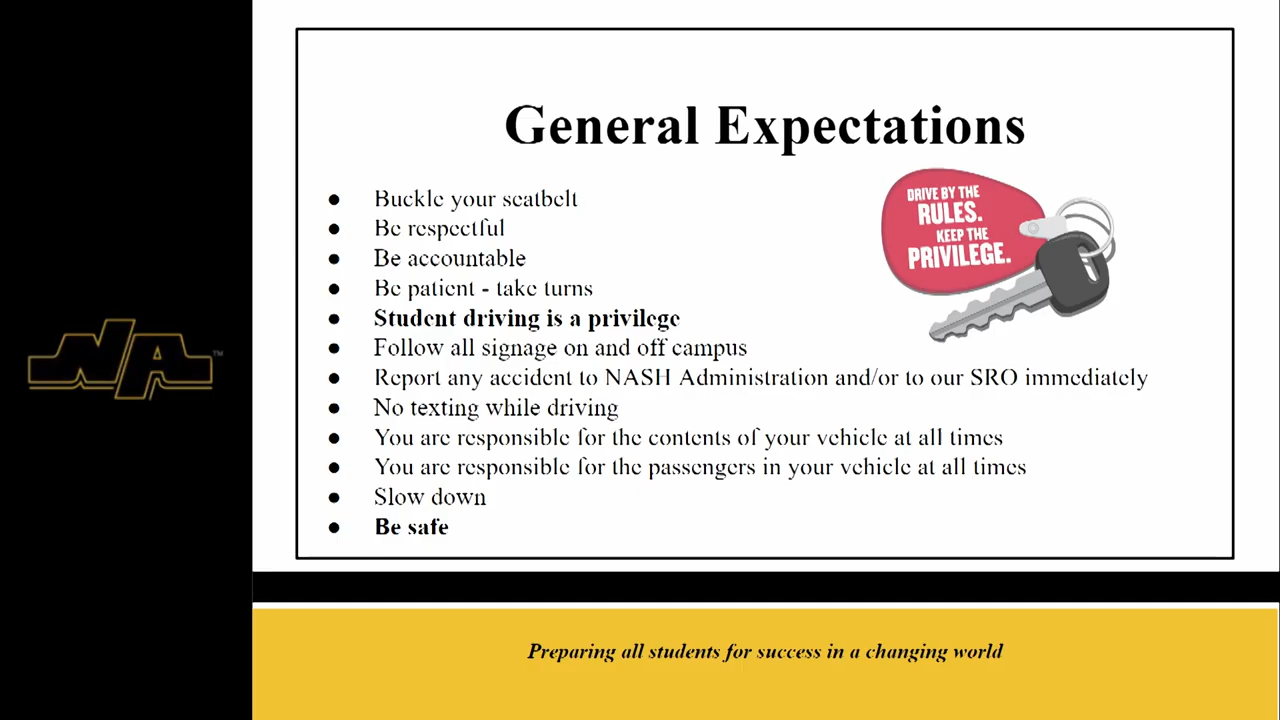 General Expectations
DRIVE BY THE
RULES.
KEEP THE
PRIVILEGE.
● Buckle your seatbelt
● Be respectful
● Be accountable
● Be patient - take turns
● Student driving is a privilege
● Follow all signage on and off campus
● Report any accident to NASH Administration and/or to our SRO immediately
● No texting while driving
● You are responsible for the contents of your vehicle at all times
● You are responsible for the passengers in your vehicle at all times
● Slow down
● Be safe
NA™
Preparing all students for success in a changing world